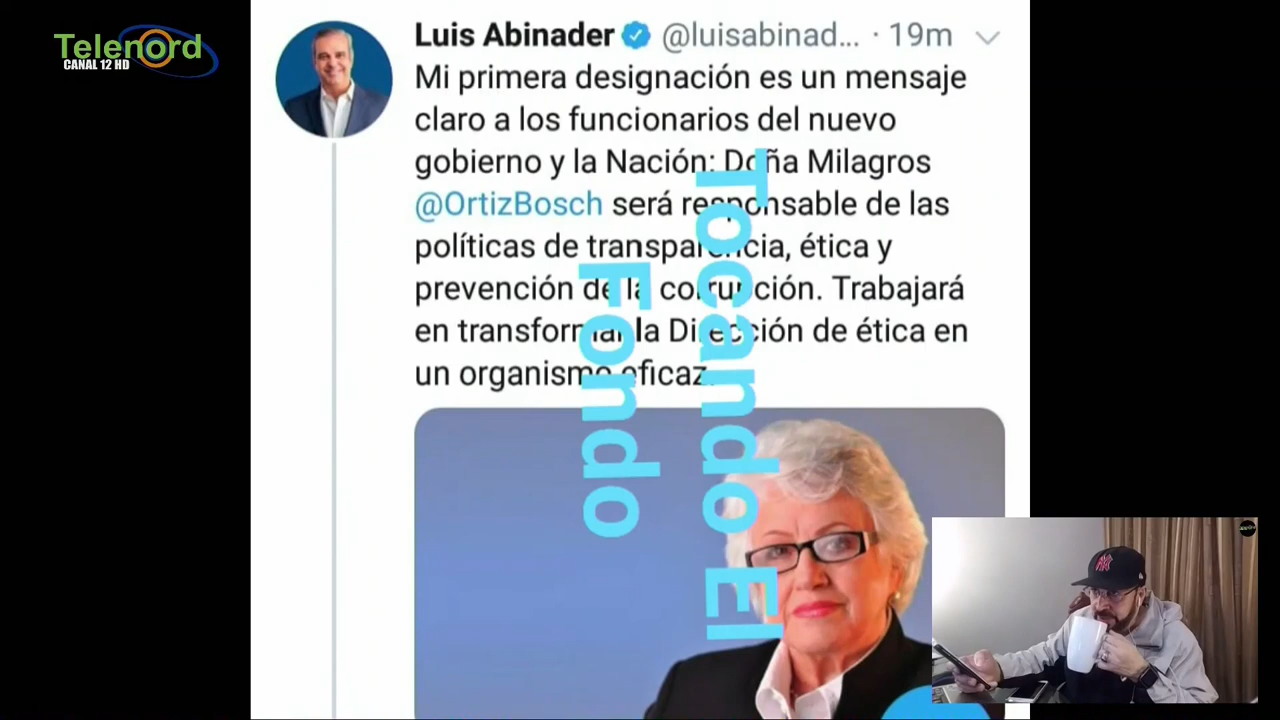 Telenord
CANAL 12 HD
Luis Abinader @luisabinad... · 19m
Mi primera designación es un mensaje
claro a los funcionarios del nuevo
gobierno y la Nación: Doña Milagros
@OrtizBosch será responsable de las
políticas de transparencia, ética y
prevención de la corrupción. Trabajará
en transformar la Dirección de ética en
un organismo eficaz.
Tocando El
Fondo